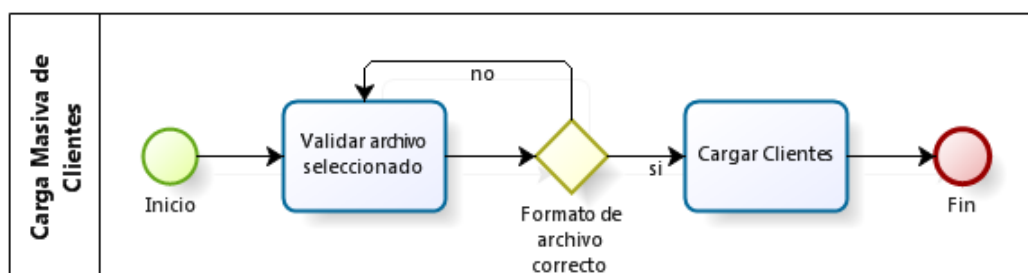 Carga Masiva de
Clientes
Inicio
Validar archivo
seleccionado
no
Formato de
archivo
correcto
si
Cargar Clientes
Fin